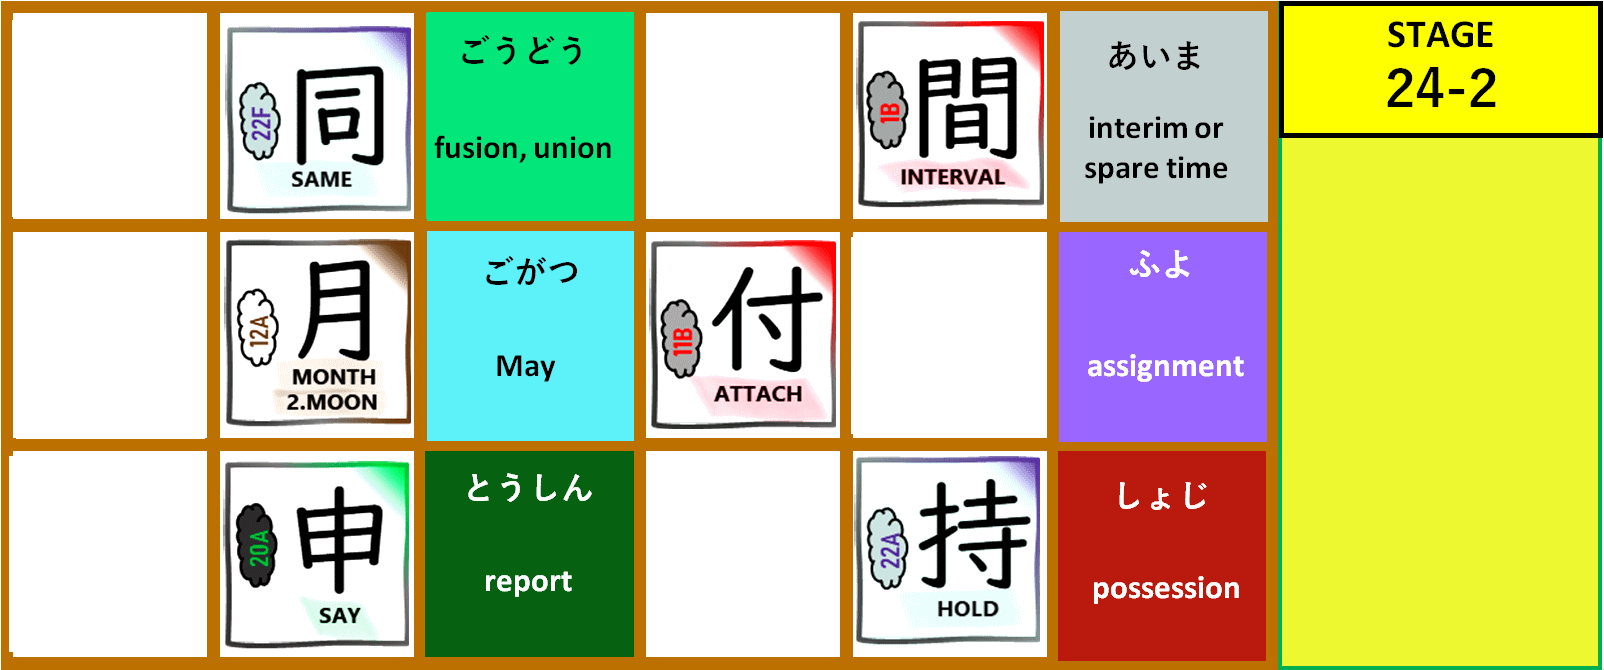 22F
同
SAME
ごうどう
fusion, union
1B
間
INTERVAL
あいま
interim or
spare time
STAGE
24-2
12A
月
MONTH
2.MOON
ごがつ
May
11B
付
ATTACH
ふよ
assignment
20A
申
SAY
とうしん
report
22A
持
HOLD
しょじ
possession